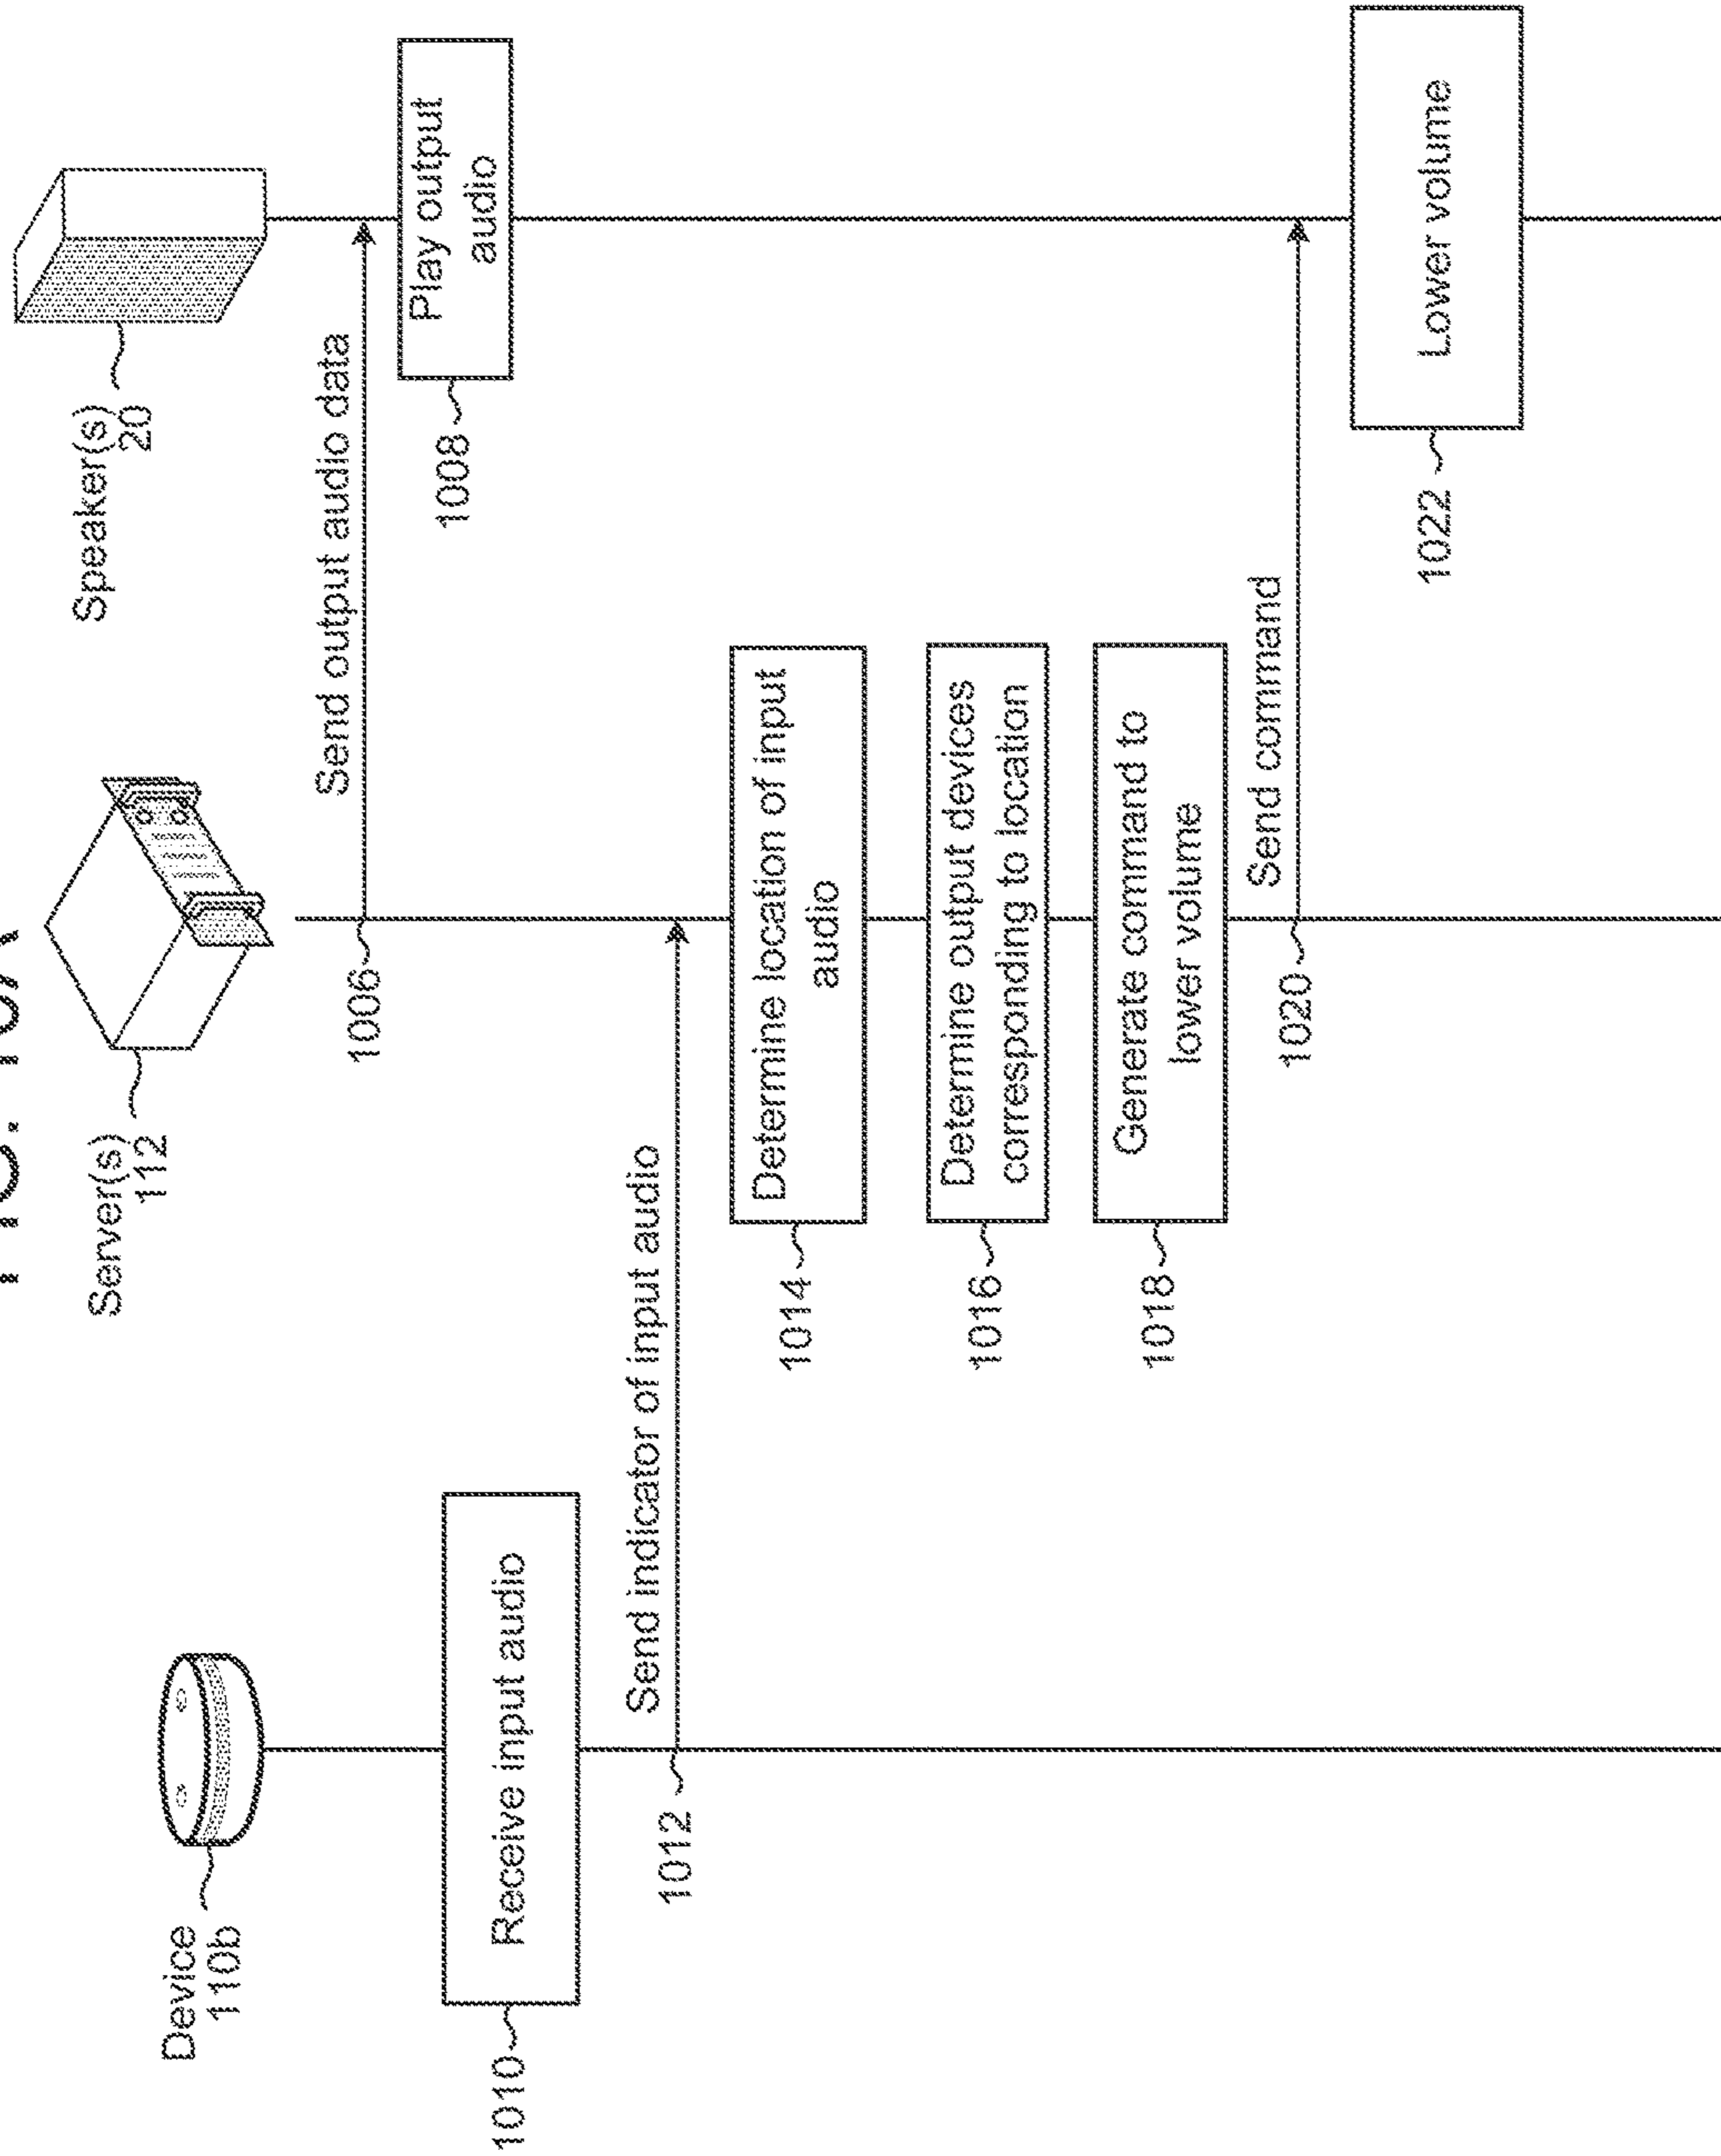 FIG. 10A
Device
110b
Server(s)
112
Speaker(s)
20
Send output audio data
1006
Play output
audio
1008
Receive input audio
1010
Send indicator of input audio
1012
Determine location of input
audio
1014
Determine output devices
corresponding to location
1016
Generate command to
lower volume
1018
Send command
1020
Lower volume
1022